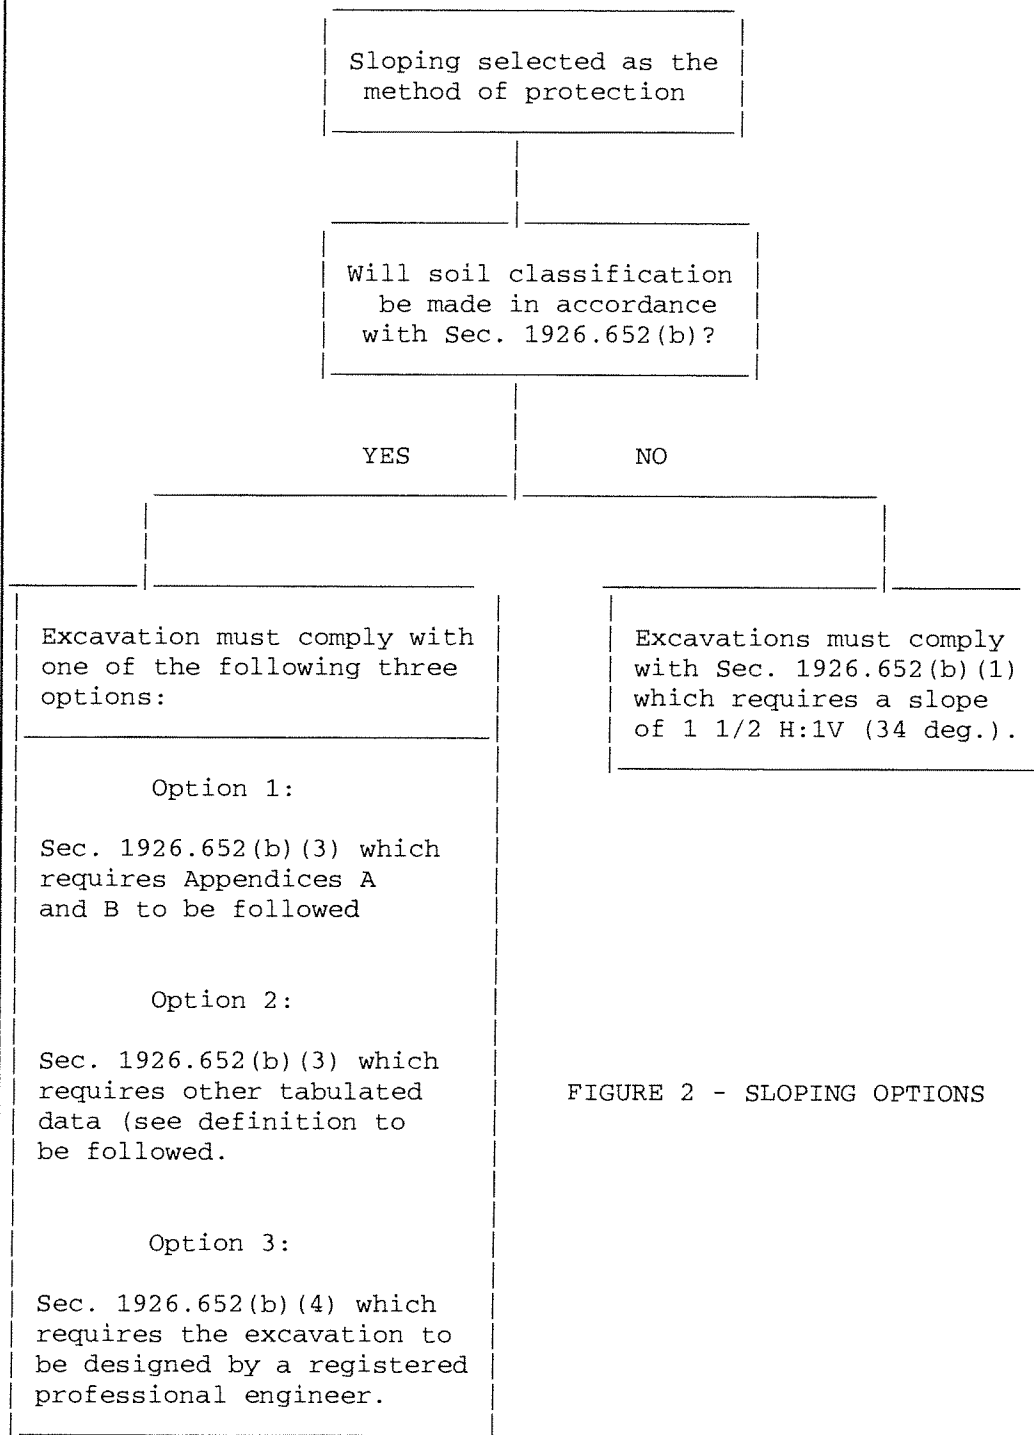 Sloping selected as the
method of protection
Will soil classification
be made in accordance
with Sec. 1926.652(b)?
YES
NO
Excavation must comply with
one of the following three
options:
Excavations must comply
with Sec. 1926.652(b)(1)
which requires a slope
of 1 1/2 H:1V (34 deg.).
Option 1:
Sec. 1926.652(b)(3) which
requires Appendices A
and B to be followed
Option 2:
Sec. 1926.652(b)(3) which
requires other tabulated
data (see definition to
be followed.
Option 3:
Sec. 1926.652(b)(4) which
requires the excavation to
be designed by a registered
professional engineer.
FIGURE 2 - SLOPING OPTIONS